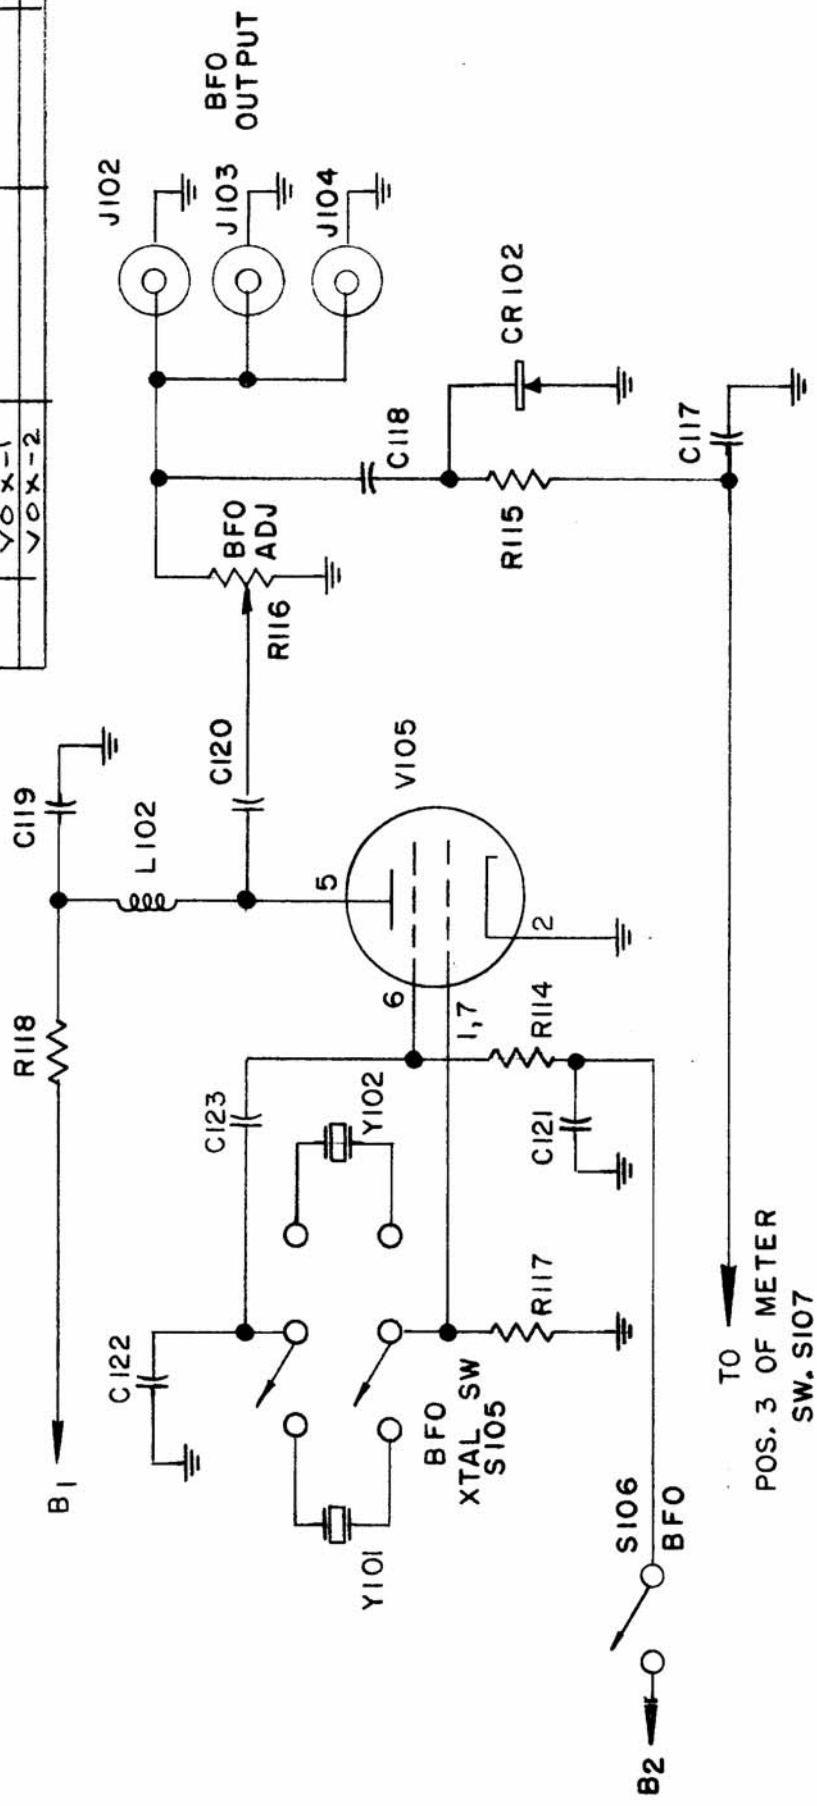 VOX-1
VOX-2
BFO
OUTPUT
J102
J103
J104
C119
L102
C120
BFO
ADJ
R116
C118
CR102
R118
B1
5
V105
R115
C117
C122
C123
6
1,7
2
Y102
R114
C121
Y101
BFO
XTAL SW
S105
R117
S106
BFO
B2
TO
POS. 3 OF METER
SW. S107